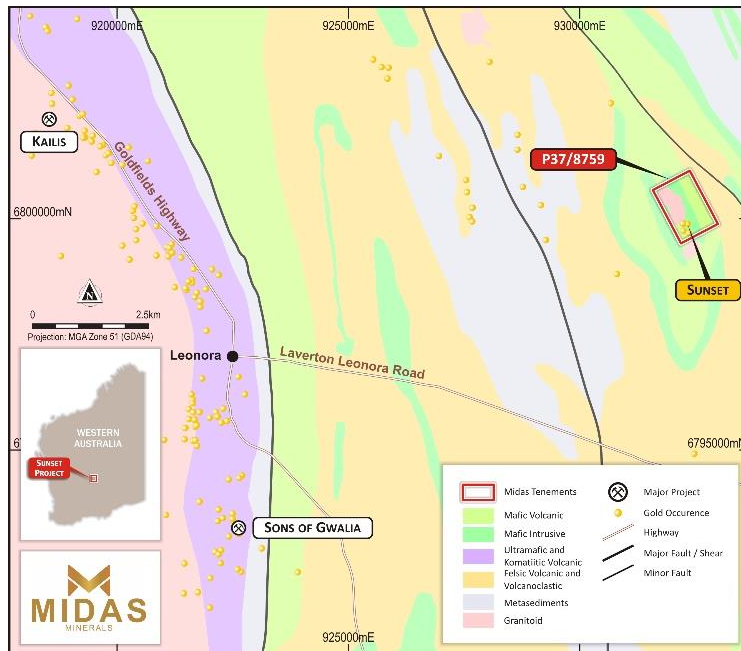 920000mE
925000mE
930000mE
KAILIS
Goldfields Highway
P37/8759
6800000mN
SUNSET
N
0 2.5km
Projection: MGA Zone 51 (GDA94)
Leonora
Laverton Leonora Road
WESTERN
AUSTRALIA
SUNSET
PROJECT
6795000mN
SONS OF GWALIA
MIDAS
MINERALS
925000mE
Midas Tenements
Mafic Volcanic
Mafic Intrusive
Ultramafic and
Komatiitic Volcanic
Felsic Volcanic and
Volcanoclastic
Metasediments
Granitoid
Major Project
Gold Occurence
Highway
Major Fault / Shear
Minor Fault